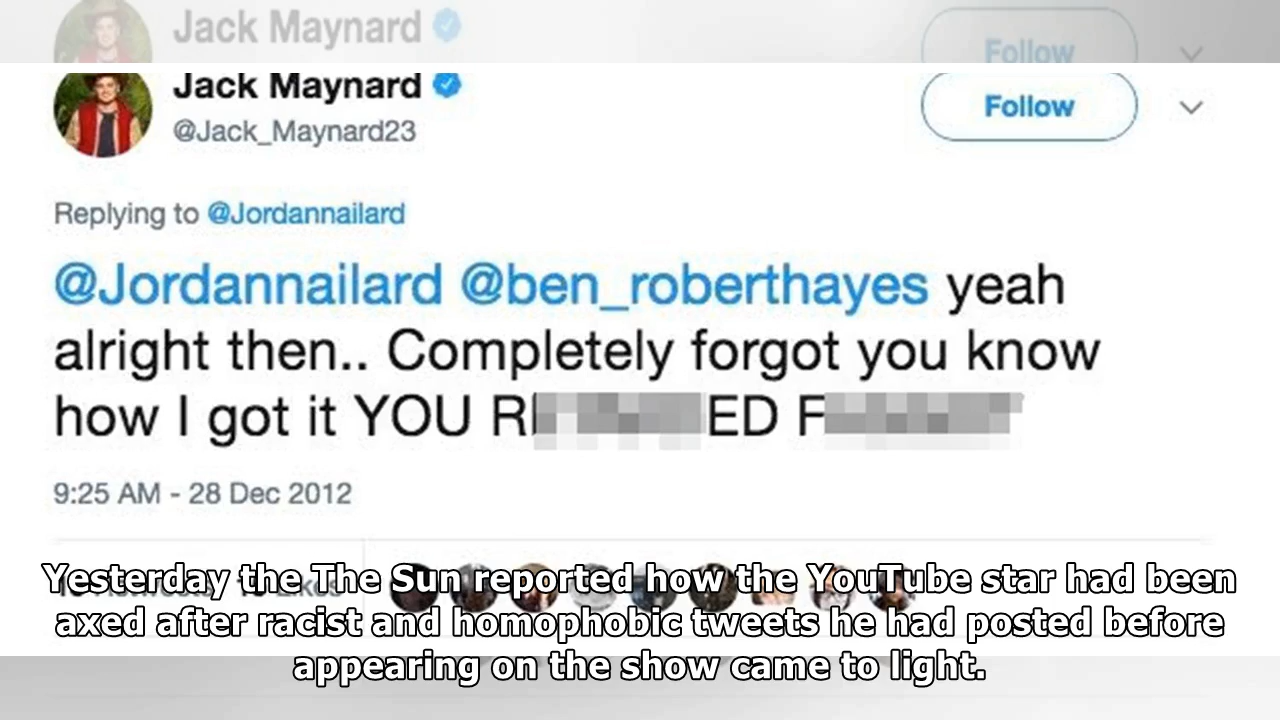 Jack Maynard
Follow
Jack Maynard
@Jack_Maynard23
Follow
Replying to @Jordannailard
@Jordannailard @ben_roberthayes yeah
alright then.. Completely forgot you know
how I got it YOU R ED F
9:25 AM - 28 Dec 2012
Yesterday the The Sun reported how the YouTube star had been
axed after racist and homophobic tweets he had posted before
appearing on the show came to light.